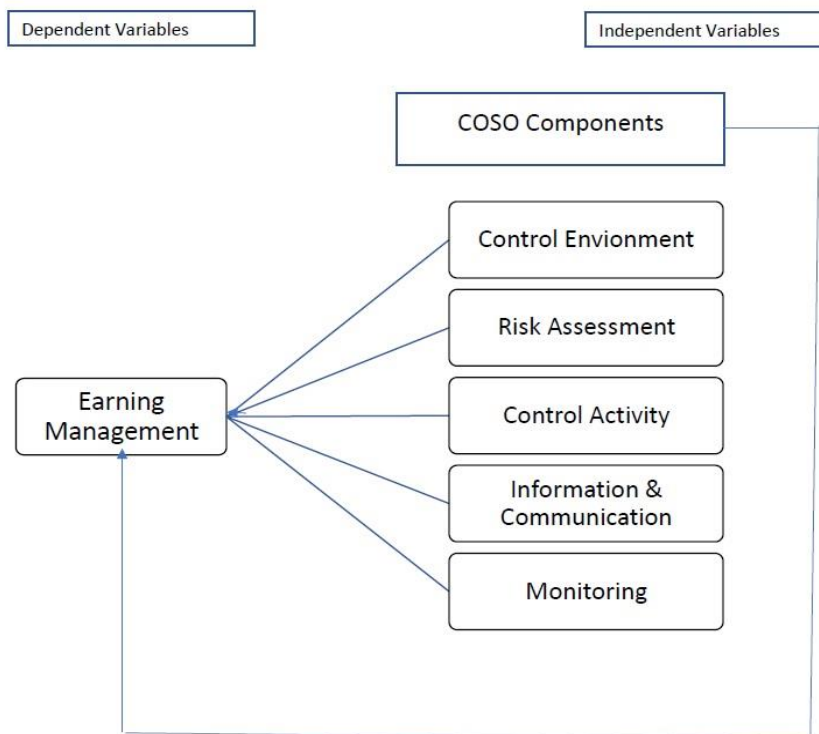 Dependent Variables
Independent Variables
COSO Components
Control Envionment
Risk Assessment
Earning
Management
Control Activity
Information &
Communication
Monitoring